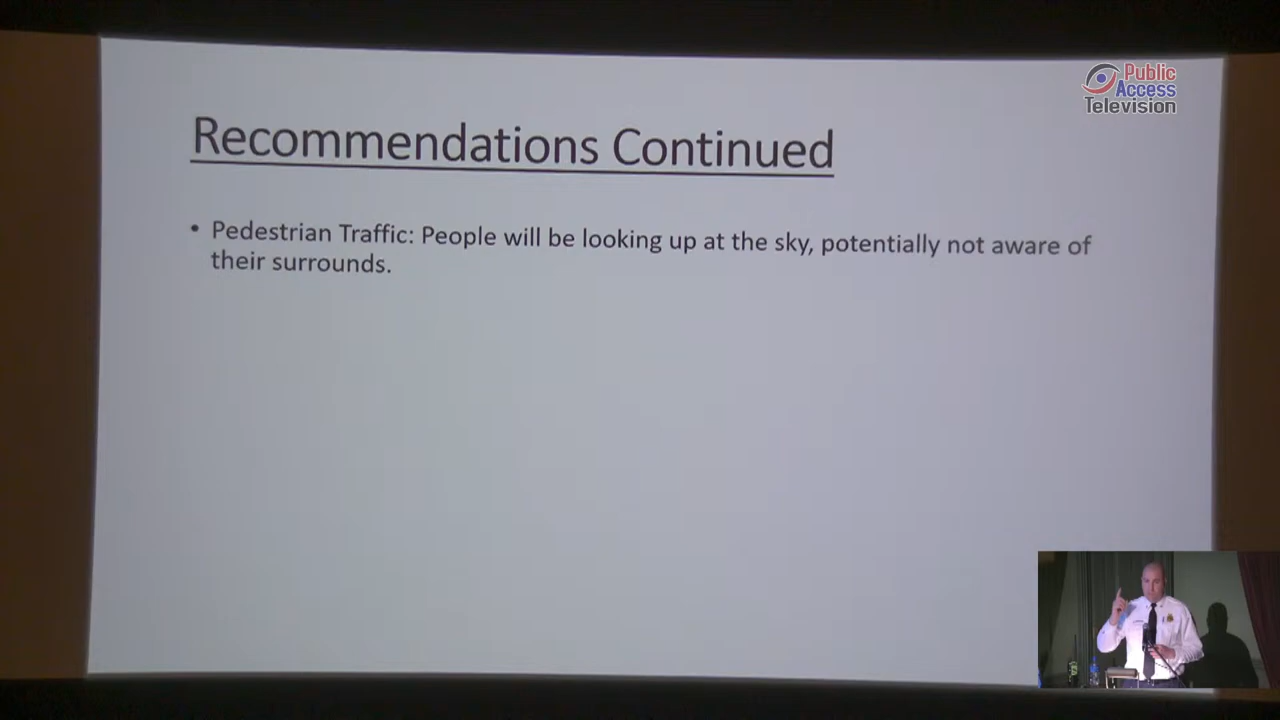 Public
Access
Television
Recommendations Continued
• Pedestrian Traffic: People will be looking up at the sky, potentially not aware of
their surrounds.